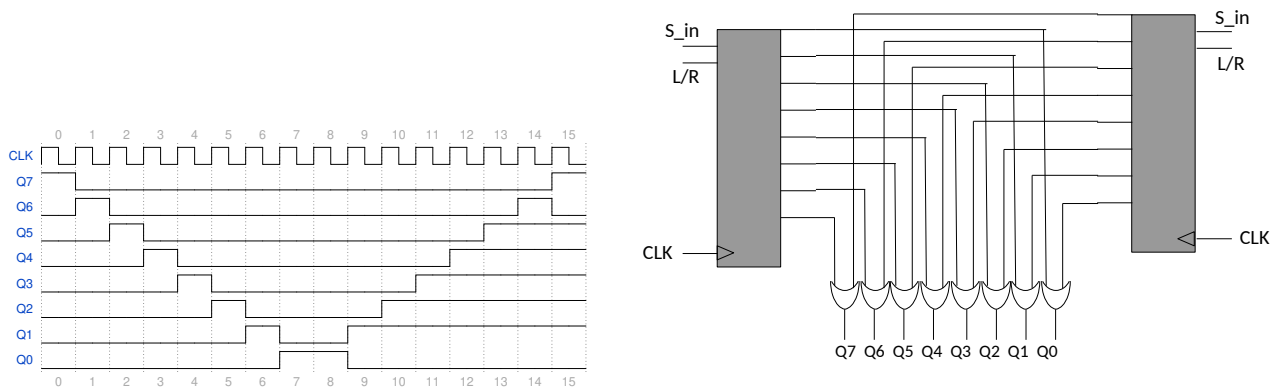 0 1 2 3 4 5 6 7 8 9 10 11 12 13 14 15
CLK
Q7
Q6
Q5
Q4
Q3
Q2
Q1
Q0
0 1 2 3 4 5 6 7 8 9 10 11 12 13 14 15
S_in
L/R
CLK
S_in
L/R
CLK
Q7 Q6 Q5 Q4 Q3 Q2 Q1 Q0